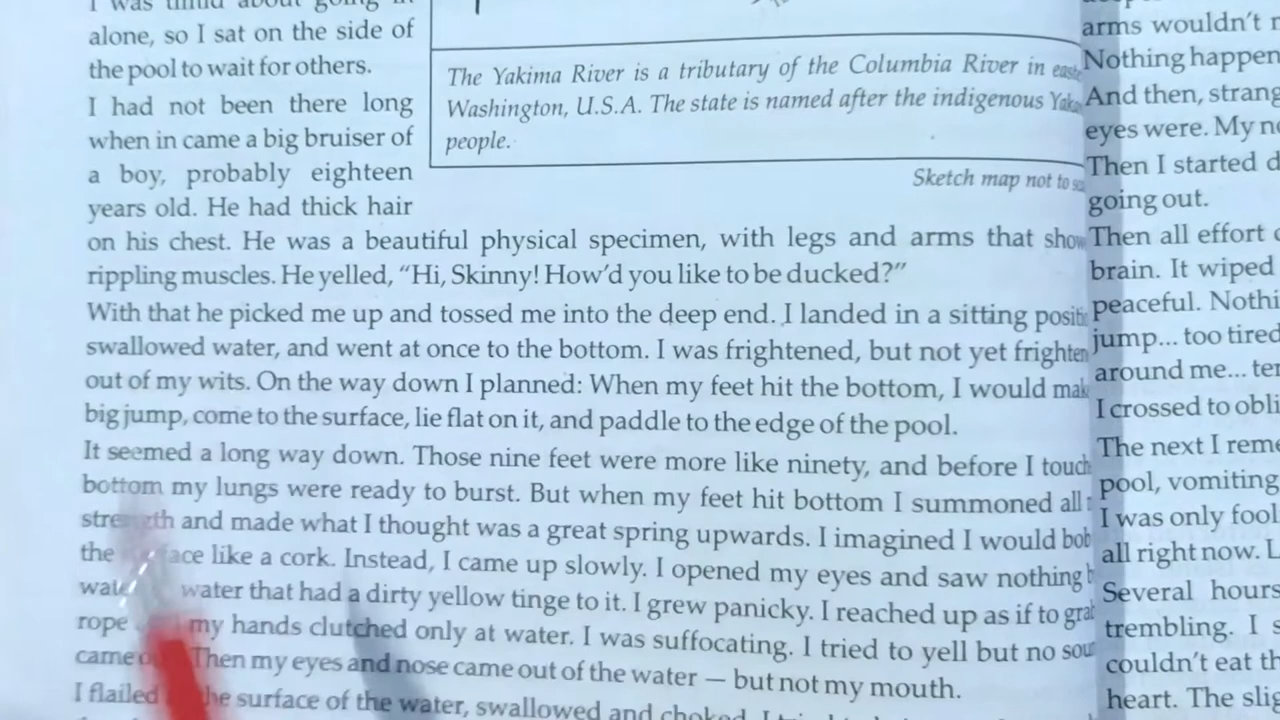 alone, so I sat on the side of
the pool to wait for others.
I had not been there long
when in came a big bruiser of
a boy, probably eighteen
years old. He had thick hair
on his chest. He was a beautiful physical specimen, with legs and arms that show
rippling muscles. He yelled, “Hi, Skinny! How’d you like to be ducked?”
With that he picked me up and tossed me into the deep end. I landed in a sitting positi
swallowed water, and went at once to the bottom. I was frightened, but not yet frighten
out of my wits. On the way down I planned: When my feet hit the bottom, I would mak
big jump, come to the surface, lie flat on it, and paddle to the edge of the pool.
It seemed a long way down. Those nine feet were more like ninety, and before I touch
bottom my lungs were ready to burst. But when my feet hit bottom I summoned all
strength and made what I thought was a great spring upwards. I imagined I would bob
the face like a cork. Instead, I came up slowly. I opened my eyes and saw nothing b
water that had a dirty yellow tinge to it. I grew panicky. I reached up as if to gra
rope my hands clutched only at water. I was suffocating. I tried to yell but no sou
came Then my eyes and nose came out of the water — but not my mouth.
I flailed the surface of the water, swallowed and choked. I
The Yakima River is a tributary of the Columbia River in easte
Washington, U.S.A. The state is named after the indigenous Yaka
people.
Sketch map not to sc
arms wouldn’t
Nothing happen
And then, strang
eyes were. My
Then I started d
going out.
Then all effort
brain. It wiped
peaceful. Nothi
jump... too tired
around me... ter
I crossed to obli
The next I reme
pool, vomiting
I was only fool
all right now. L
Several hours
trembling. I s
couldn’t eat th
heart. The slig